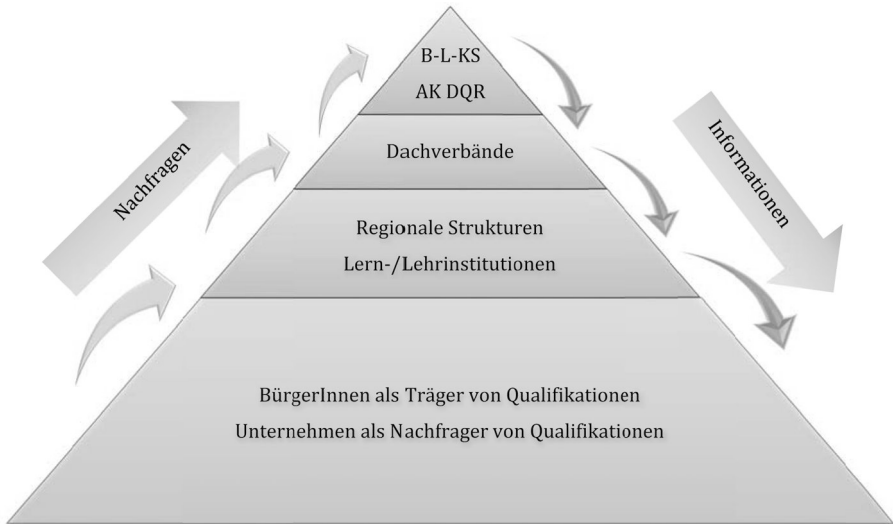 B-L-KS
AK DQR
Dachverbände
Nachfragen
Informationen
Regionale Strukturen
Lern-/Lehrinstitutionen
BürgerInnen als Träger von Qualifikationen
Unternehmen als Nachfrager von Qualifikationen